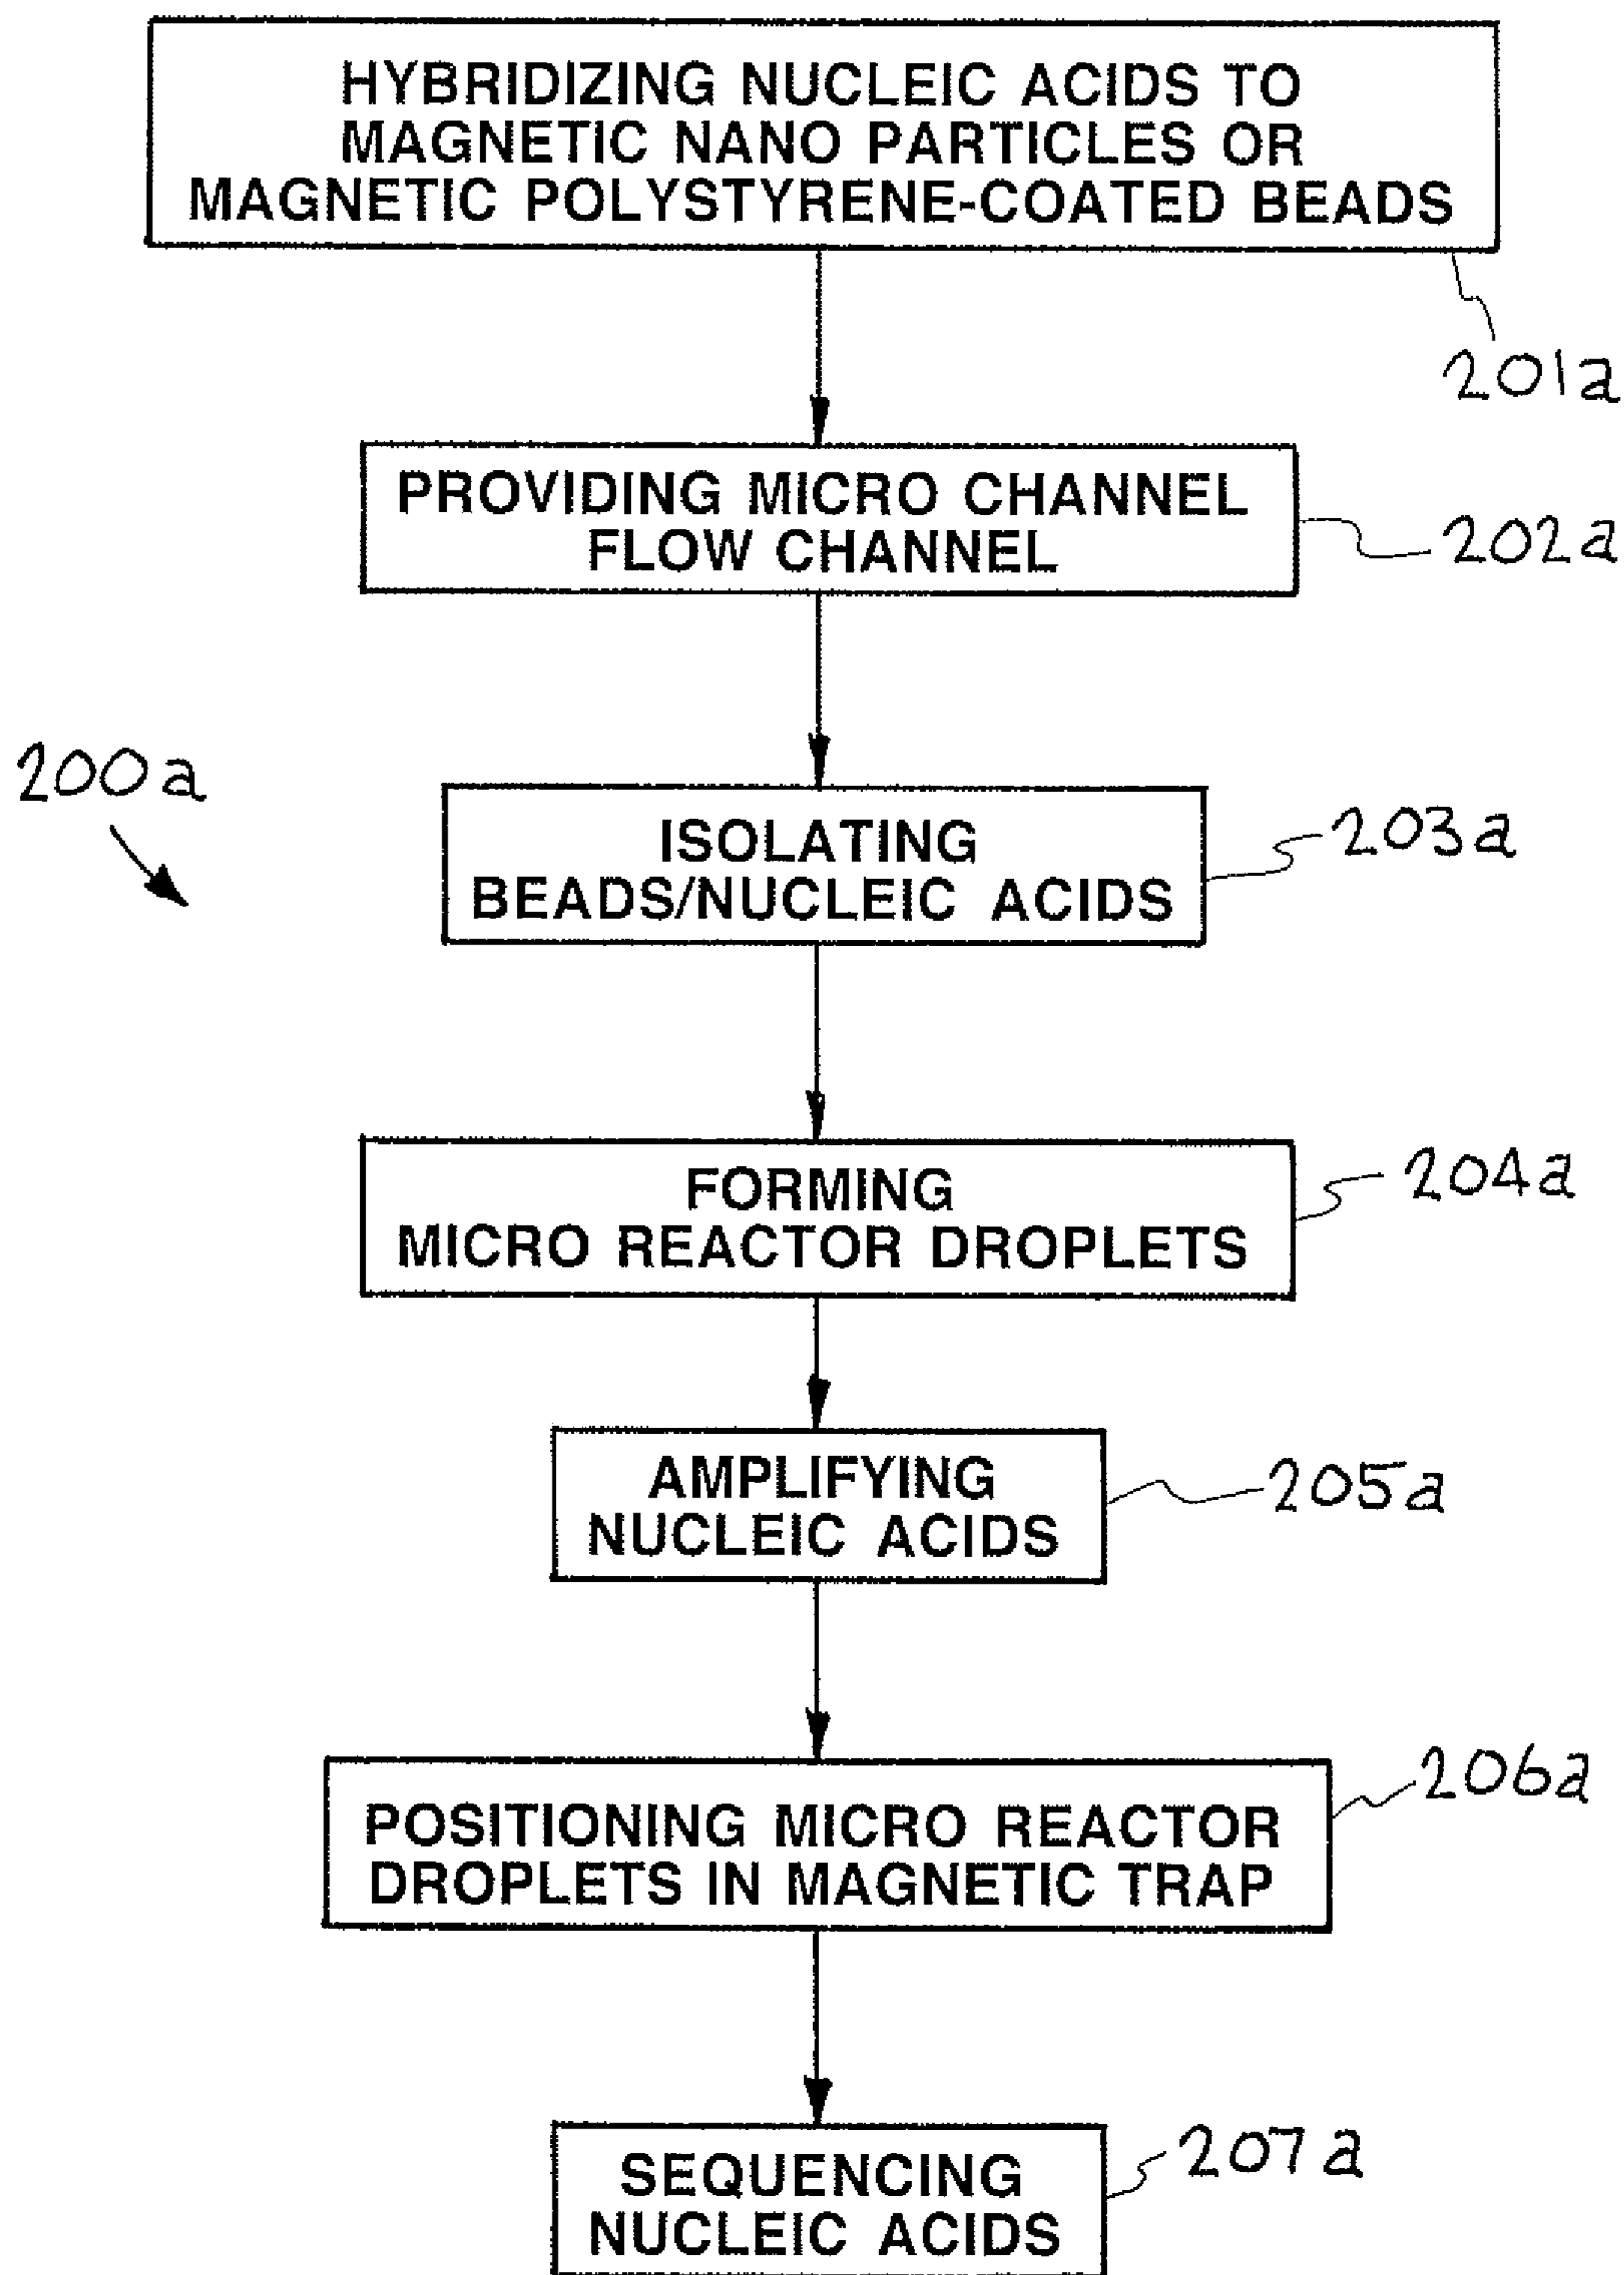 HYBRIDIZING NUCLEIC ACIDS TO
MAGNETIC NANO PARTICLES OR
MAGNETIC POLYSTYRENE-COATED BEADS
201a
PROVIDING MICRO CHANNEL
FLOW CHANNEL
202a
200a
ISOLATING
BEADS/NUCLEIC ACIDS
203a
FORMING
MICRO REACTOR DROPLETS
204a
AMPLIFYING
NUCLEIC ACIDS
205a
POSITIONING MICRO REACTOR
DROPLETS IN MAGNETIC TRAP
206a
SEQUENCING
NUCLEIC ACIDS
207a